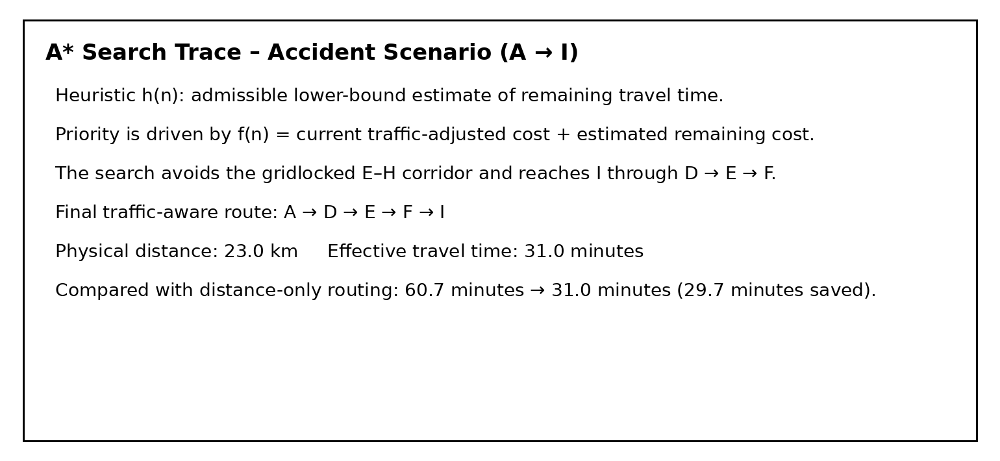 A* Search Trace – Accident Scenario (A → I)
Heuristic h(n): admissible lower-bound estimate of remaining travel time.
Priority is driven by f(n) = current traffic-adjusted cost + estimated remaining cost.
The search avoids the gridlocked E–H corridor and reaches I through D → E → F.
Final traffic-aware route: A → D → E → F → I
Physical distance: 23.0 km     Effective travel time: 31.0 minutes
Compared with distance-only routing: 60.7 minutes → 31.0 minutes (29.7 minutes saved).